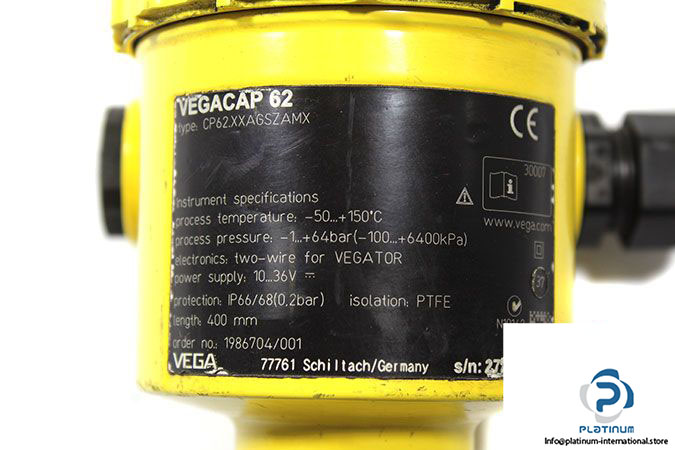 VEGACAP 62
type: CP62.XXAGSZAMX
CE
30007
i
Instrument specifications
process temperature: -50...+150°C
www.vega.com
process pressure: -1...+64bar(-100...+6400kPa)
electronics: two-wire for VEGATOR
power supply: 10...36V
37
protection: IP66/68(0,2bar) isolation: PTFE
length: 400 mm
order no.: 1986704/001
VEGA
77761 Schiltach/Germany
s/n:
PLATINUM
Info@platinum-international.store